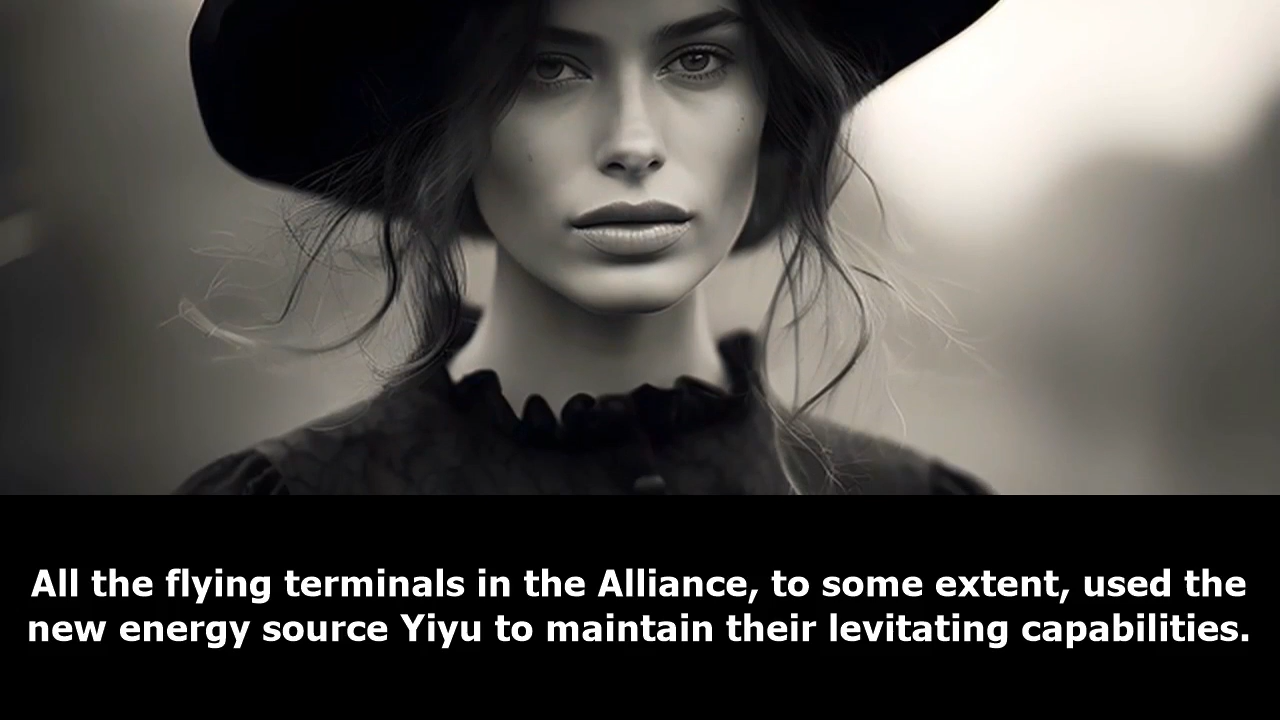 All the flying terminals in the Alliance, to some extent, used the
new energy source Yiyu to maintain their levitating capabilities.